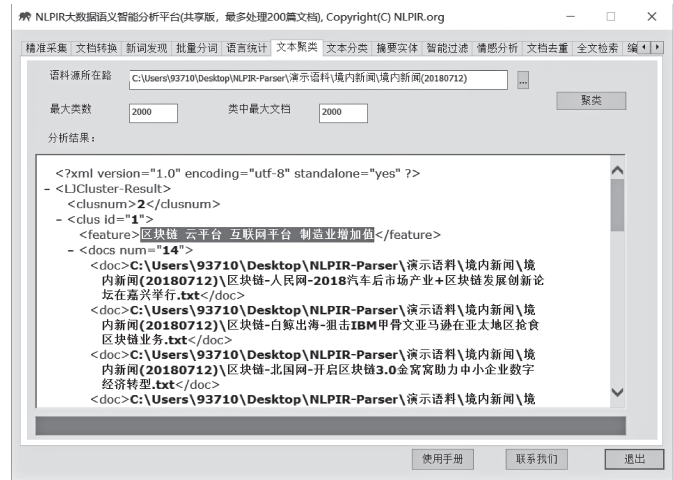 NLPIR大数据语义智能分析平台(共享版，最多处理200篇文档), Copyright(C) NLPIR.org
精准采集 文档转换 新词发现 批量分词 语言统计 文本聚类 文本分类 摘要实体 智能过滤 情感分析 文档去重 全文检索 编
语料源所在路 C:\Users\93710\Desktop\NLPIR-Parser\演示语料\境内新闻\境内新闻(20180712) ...
最大类数 2000 类中最大文档 2000 聚类
分析结果：
<?xml version="1.0" encoding="utf-8" standalone="yes" ?>
- <LJCluster-Result>
<clusnum>2</clusnum>
- <clus id="1">
<feature>区块链 云平台 互联网平台 制造业增加值</feature>
- <docs num="14">
<doc>C:\Users\93710\Desktop\NLPIR-Parser\演示语料\境内新闻\境
内新闻(20180712)\区块链-人民网-2018汽车后市场产业+区块链发展创新论
坛在嘉兴举行.txt</doc>
<doc>C:\Users\93710\Desktop\NLPIR-Parser\演示语料\境内新闻\境
内新闻(20180712)\区块链-白鲸出海-狙击IBM甲骨文亚马逊在亚太地区抢食
区块链业务.txt</doc>
<doc>C:\Users\93710\Desktop\NLPIR-Parser\演示语料\境内新闻\境
内新闻(20180712)\区块链-北国网-开启区块链3.0金窝窝助力中小企业数字
经济转型.txt</doc>
<doc>C:\Users\93710\Desktop\NLPIR-Parser\演示语料\境内新闻\境
使用手册 联系我们 退出